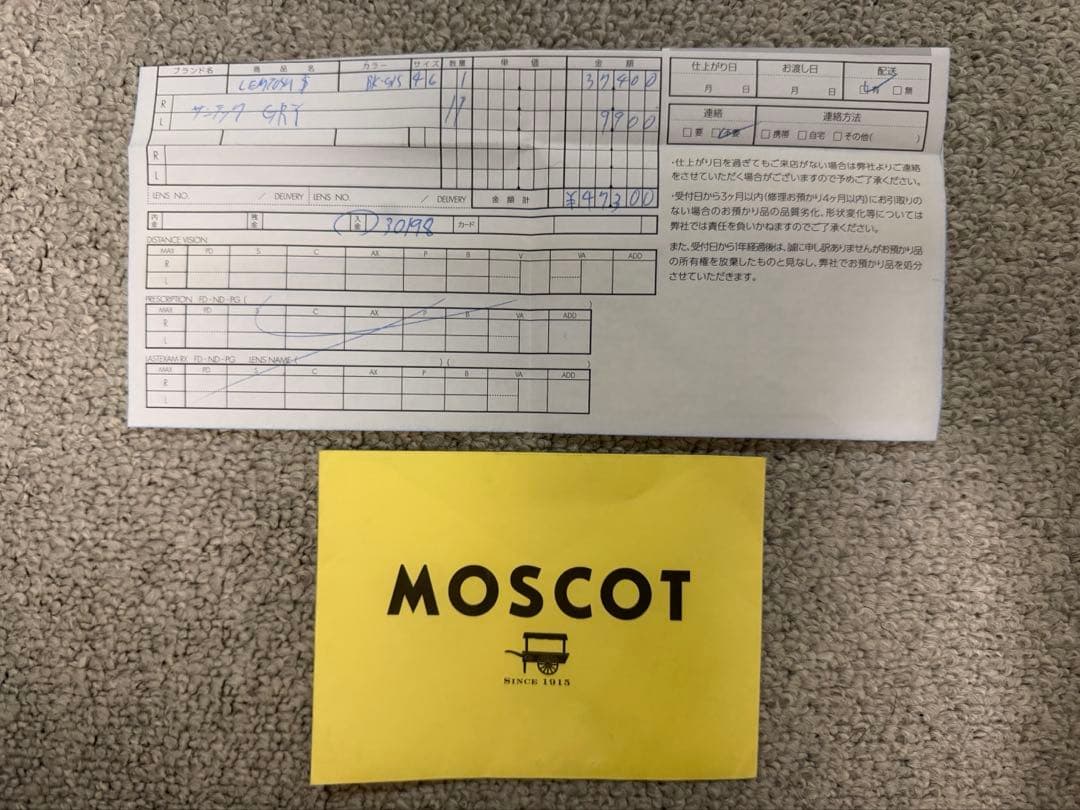 ブランド名 商品名 カラー サイズ 数量 単価 金額
LEMTOSH BK-G15 46 1 37400
R
L サンテック GRY 9900
R
L
LENS NO. / DELIVERY LENS NO. / DELIVERY 金額計 ¥47300
内金 残金 入金 30198 カード
DISTANCE VISION
MAX PD S C AX P B V VA ADD
R
L
PRESCRIPTION FD-ND-PG (
)
MAX PD S C AX P B VA ADD
R
L
LASTEXAM RX FD-ND-PG LENS NAME ( ) ( )
MAX PD S C AX P B VA ADD
R
L
仕上がり日 お渡し日 配送
月 日 月 日 □有 □無
連絡 連絡方法
□要 □不要 □携帯 □自宅 □その他( )
・仕上がり日を過ぎてもご来店がない場合は弊社よりご連絡
をさせていただく場合がございますので予めご了承ください。
・受付日から3ヶ月以内(修理お預かり4ヶ月以内)にお引取りの
ない場合のお預かり品の品質劣化、形状変化等については
弊社では責任を負いかねますのでご了承ください。
また、受付日から1年経過後は、誠に申し訳ありませんがお預かり品
の所有権を放棄したものと見なし、弊社でお預かり品を処分
させていただきます。
MOSCOT
SINCE 1915